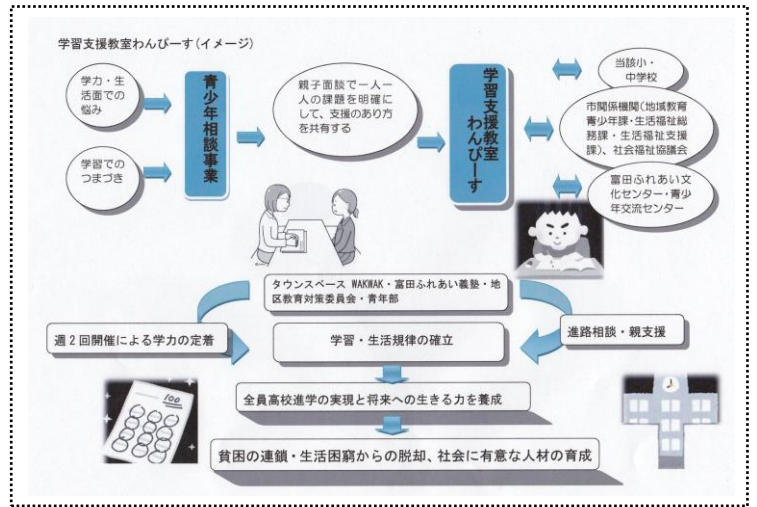 学習支援教室わんぴーす(イメージ)
学力・生
活面での
悩み
学習での
つまづき
青少年相談事業
親子面談で一人一
人の課題を明確に
して、支援のあり方
を共有する
学習支援教室
わんぴーす
当該小・
中学校
市関係機関(地域教育
青少年課・生活福祉総
務課・生活福祉支援
課)、社会福祉協議会
富田ふれあい文
化センター・青少
年交流センター
タウンスペース WAKWAK・富田ふれあい義塾・地
区教育対策委員会・青年部
週2回開催による学力の定着
学習・生活規律の確立
進路相談・親支援
全員高校進学の実現と将来への生きる力を養成
100
貧困の連鎖・生活困窮からの脱却、社会に有意な人材の育成